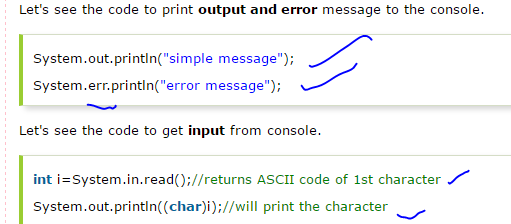 Let's see the code to print output and error message to the console.
System.out.println("simple message");
System.err.println("error message");
Let's see the code to get input from console.
int i=System.in.read();//returns ASCII code of 1st character
System.out.println((char)i);//will print the character